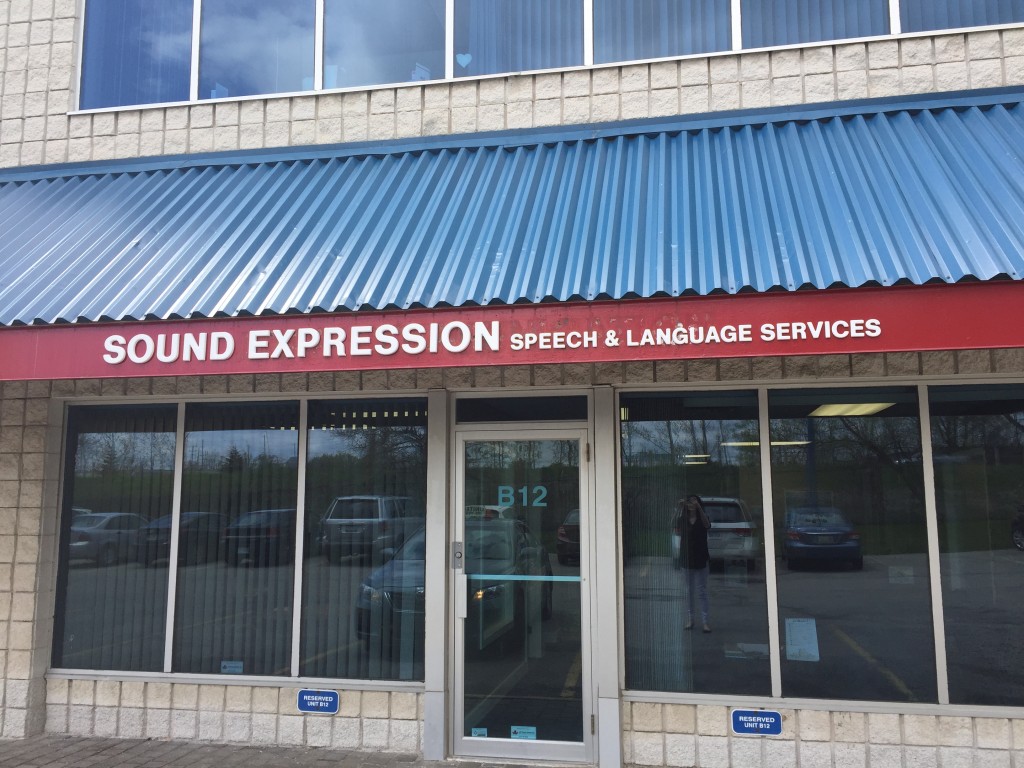 SOUND EXPRESSION SPEECH & LANGUAGE SERVICES
B12
RESERVED
UNIT B12
RESERVED
UNIT B12